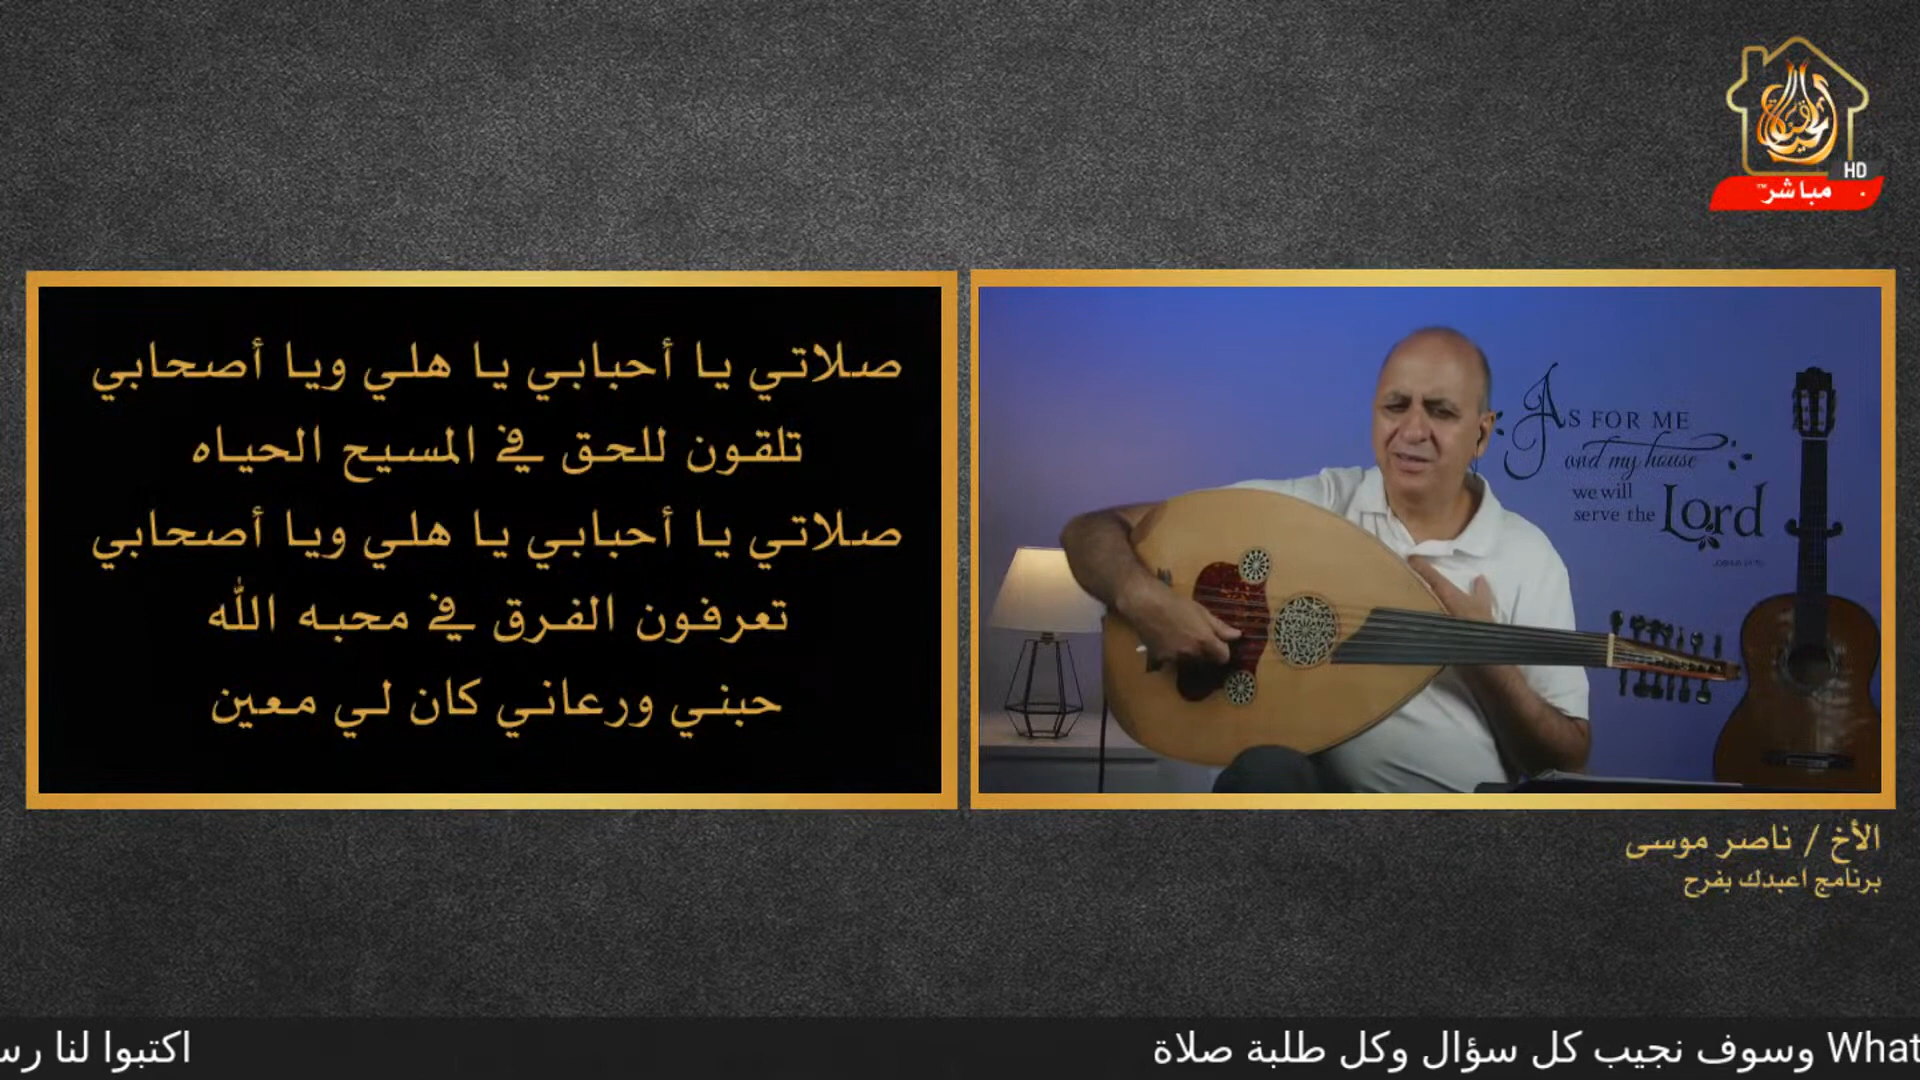 HD
مباشر
صلاتي يا أحبابي يا هلي ويا أصحابي
تلقون للحق في المسيح الحياه
صلاتي يا أحبابي يا هلي ويا أصحابي
تعرفون الفرق في محبه الله
حبني ورعاني كان لي معين
As for me
and my house
we will
serve the Lord
الأخ / ناصر موسى
برنامج اعبدك بفرح
What وسوف نجيب كل سؤال وكل طلبة صلاة
اكتبوا لنا رس